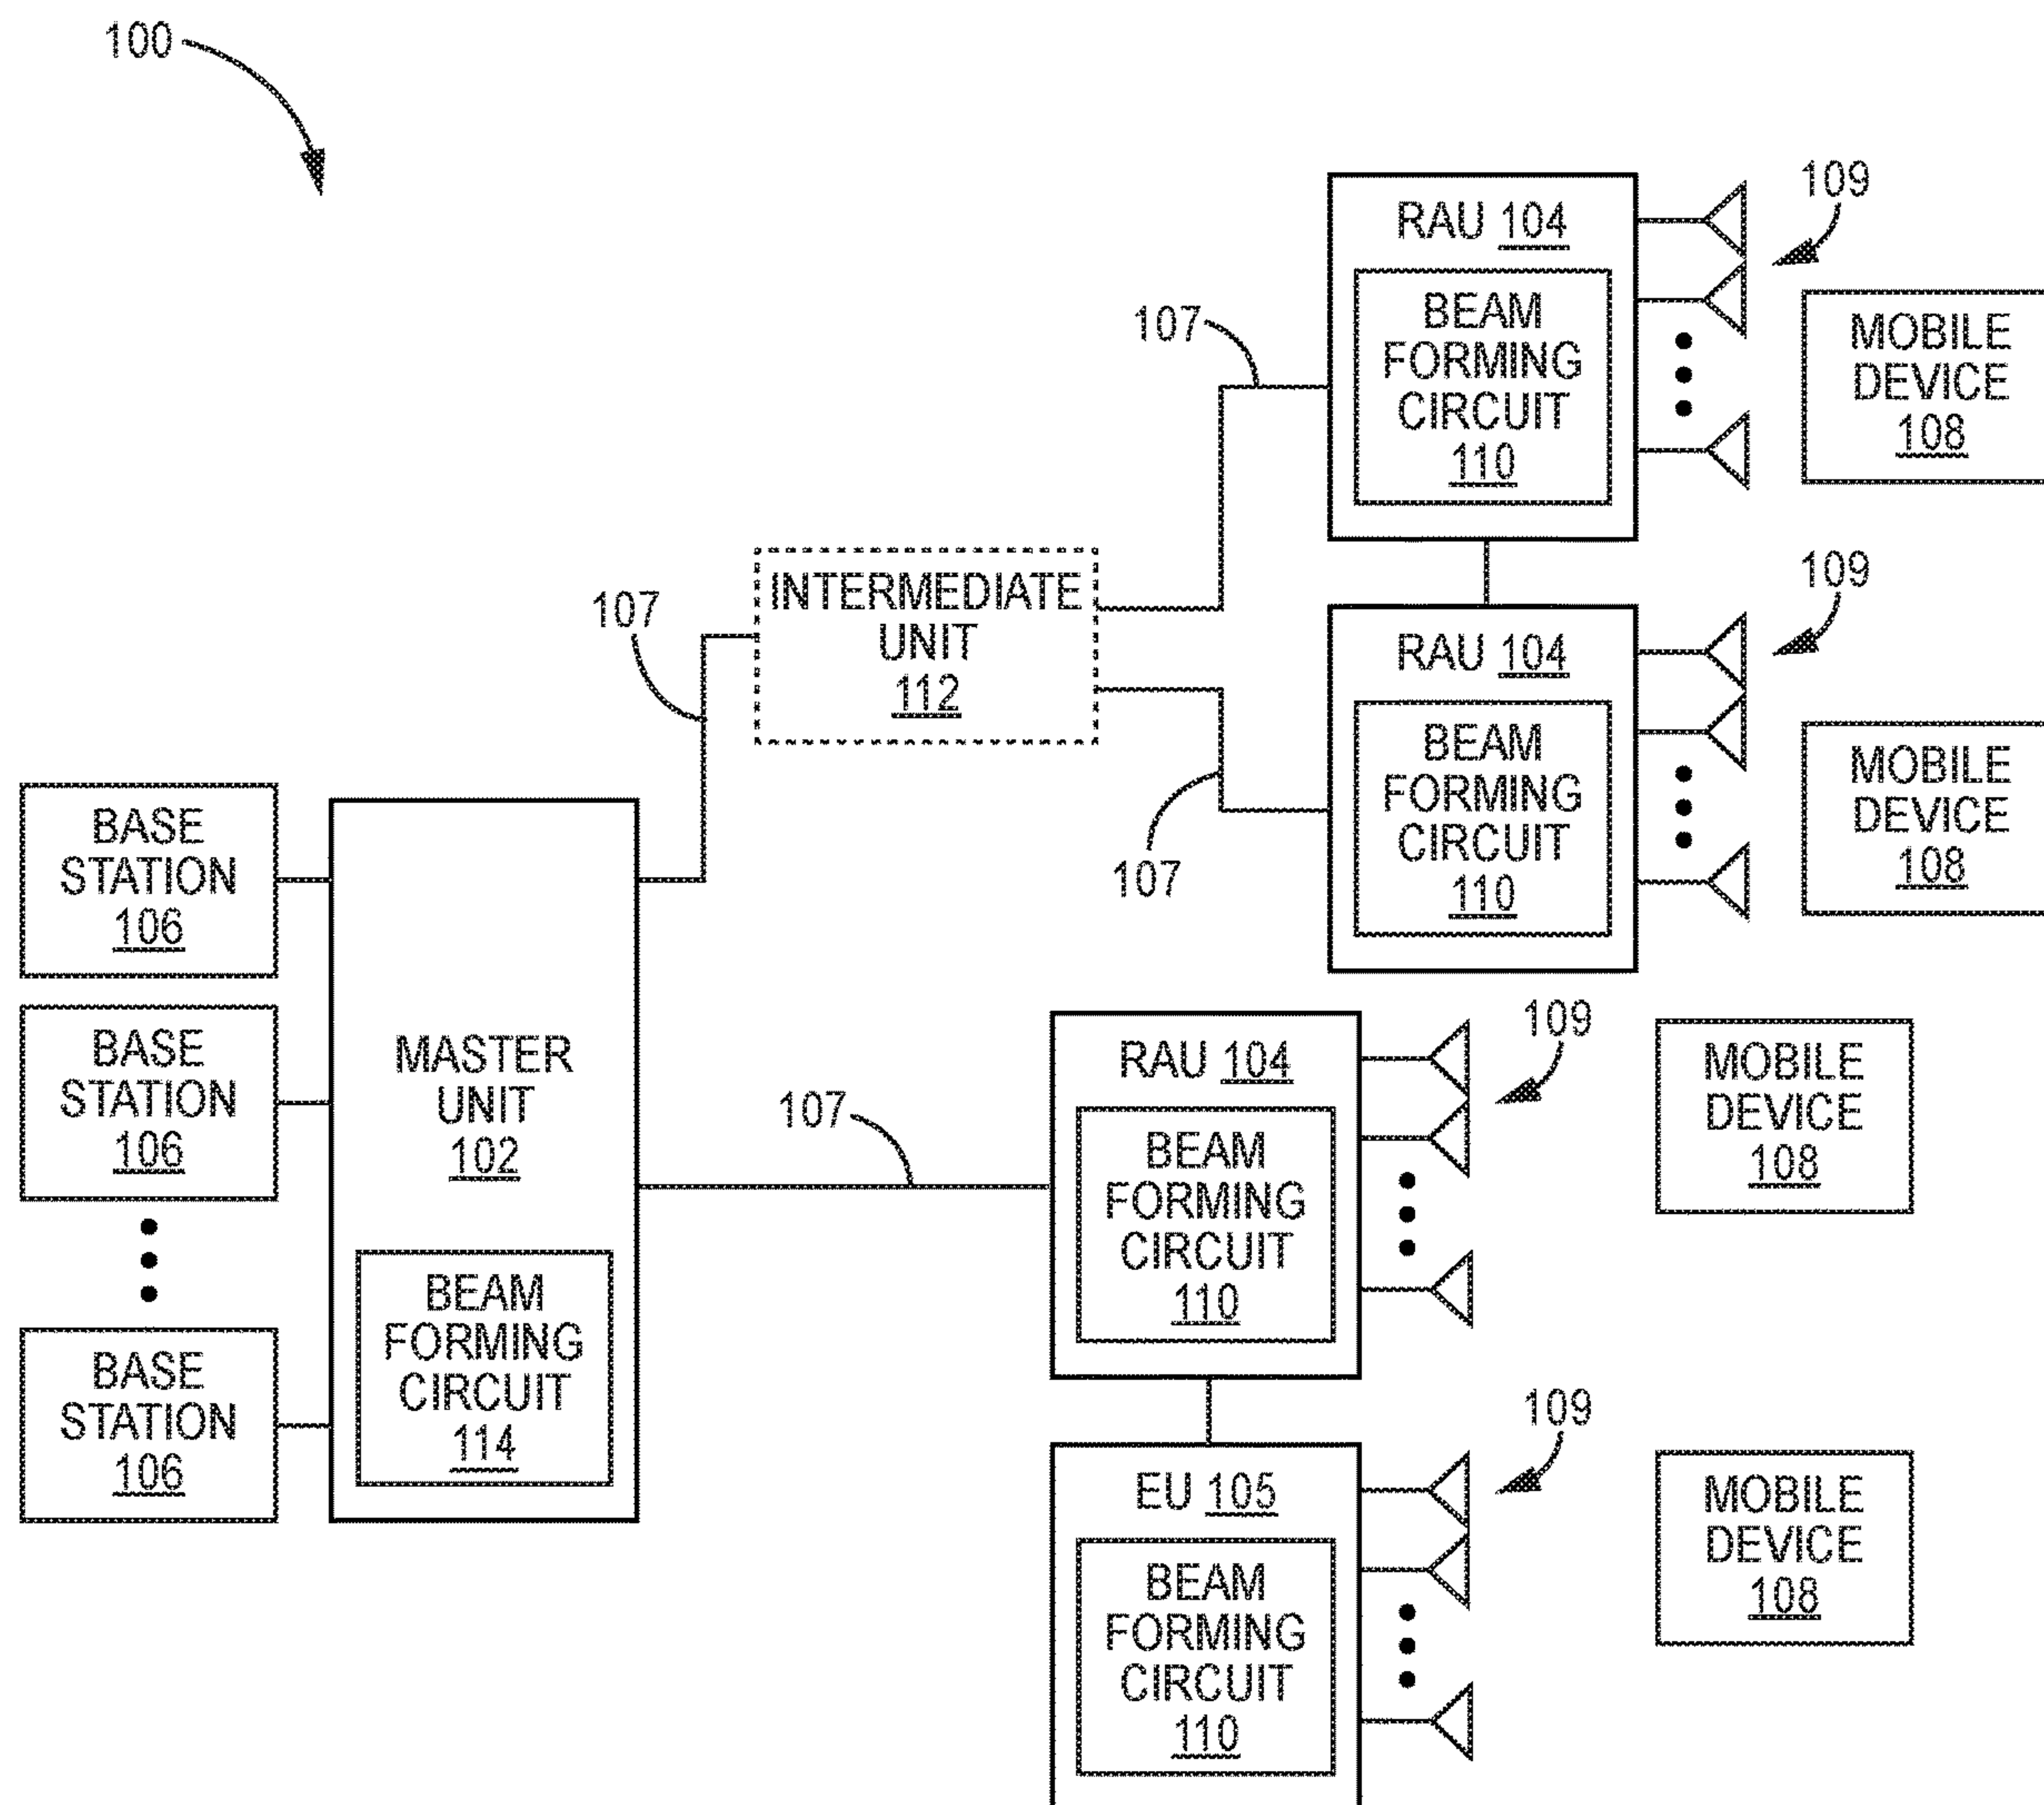 100
109
RAU 104
BEAM
FORMING
CIRCUIT
110
MOBILE
DEVICE
108
107
109
INTERMEDIATE
UNIT
112
107
RAU 104
BEAM
FORMING
CIRCUIT
110
MOBILE
DEVICE
108
107
BASE
STATION
106
BASE
STATION
106
BASE
STATION
106
MASTER
UNIT
102
BEAM
FORMING
CIRCUIT
114
107
109
RAU 104
BEAM
FORMING
CIRCUIT
110
MOBILE
DEVICE
108
109
EU 105
BEAM
FORMING
CIRCUIT
110
MOBILE
DEVICE
108